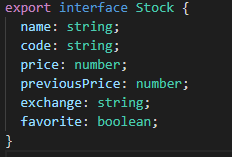 export interface Stock {
  name: string;
  code: string;
  price: number;
  previousPrice: number;
  exchange: string;
  favorite: boolean;
}